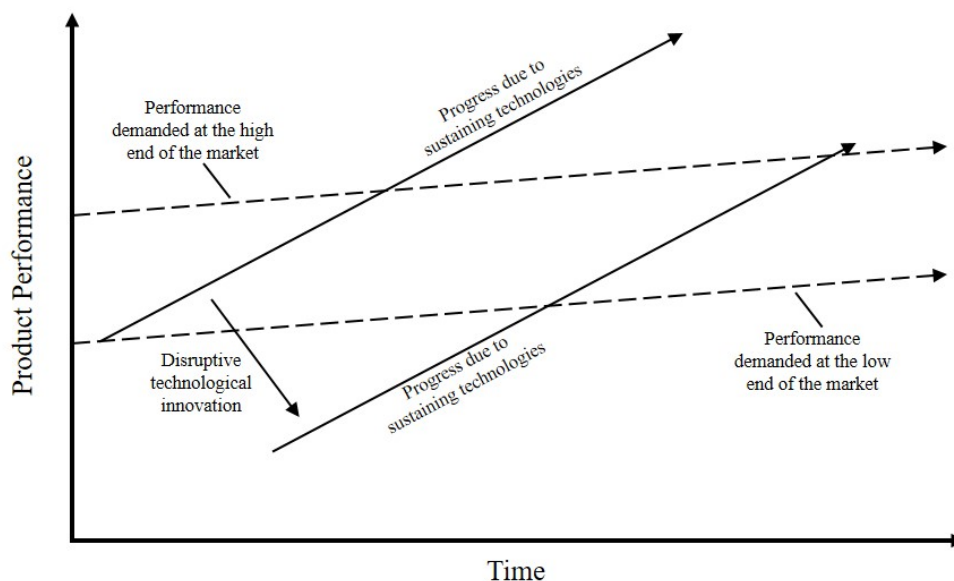 Progress due to
sustaining technologies
Performance
demanded at the high
end of the market
Product Performance
Disruptive
technological
innovation
Progress due to
sustaining technologies
Performance
demanded at the low
end of the market
Time